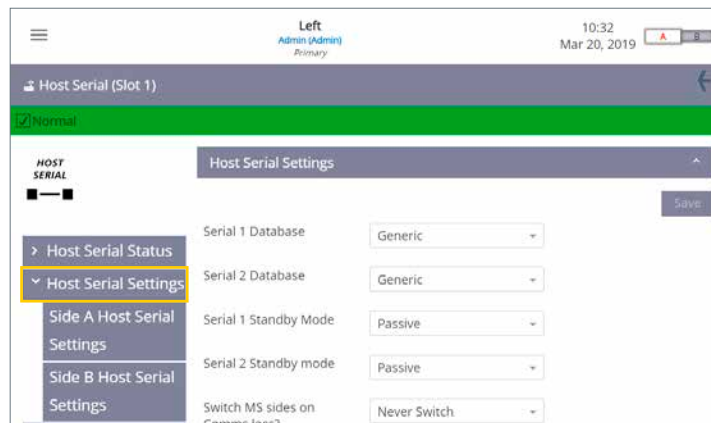 Left
Admin (Admin)
Primary
10:32
Mar 20, 2019
A
B
Host Serial (Slot 1)
Normal
HOST
SERIAL
Host Serial Settings
Save
> Host Serial Status
Host Serial Settings
Side A Host Serial
Settings
Side B Host Serial
Settings
Serial 1 Database
Generic
Serial 2 Database
Generic
Serial 1 Standby Mode
Passive
Serial 2 Standby mode
Passive
Switch MS sides on
Never Switch
Comms loss?